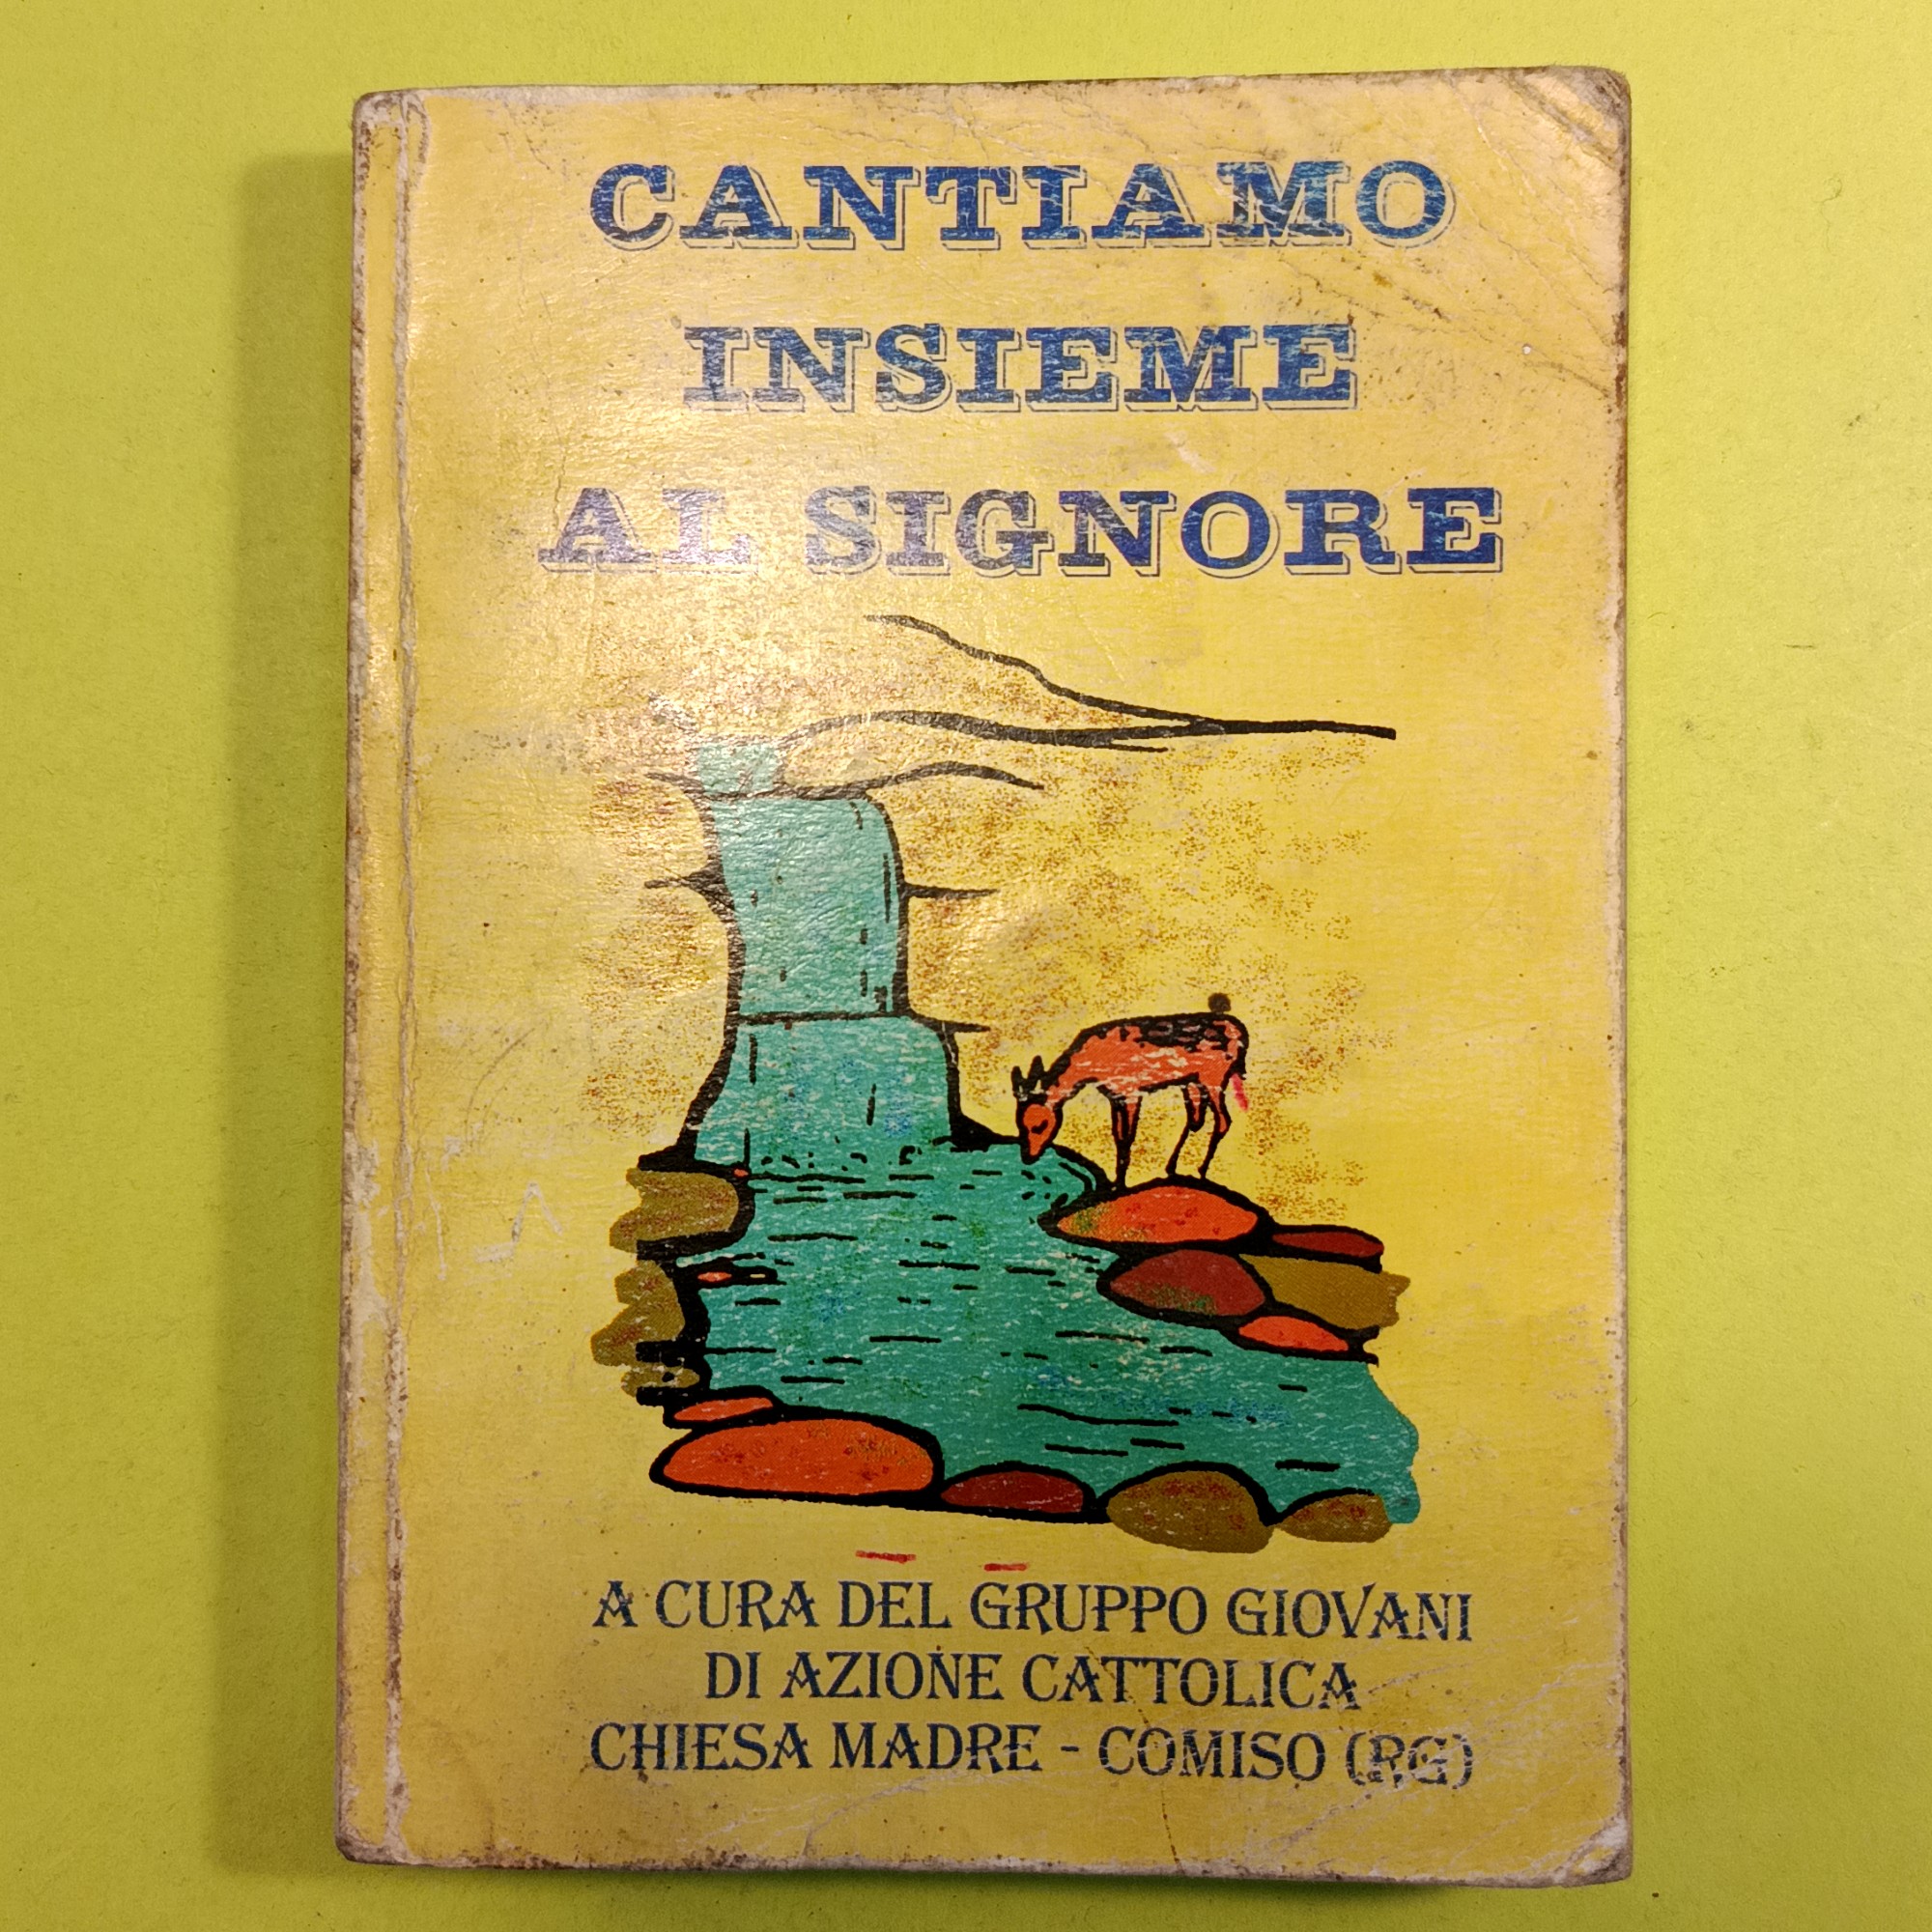 CANTIAMO
INSIEME
AL SIGNORE
A CURA DEL GRUPPO GIOVANI
DI AZIONE CATTOLICA
CHIESA MADRE - COMISO (RG)